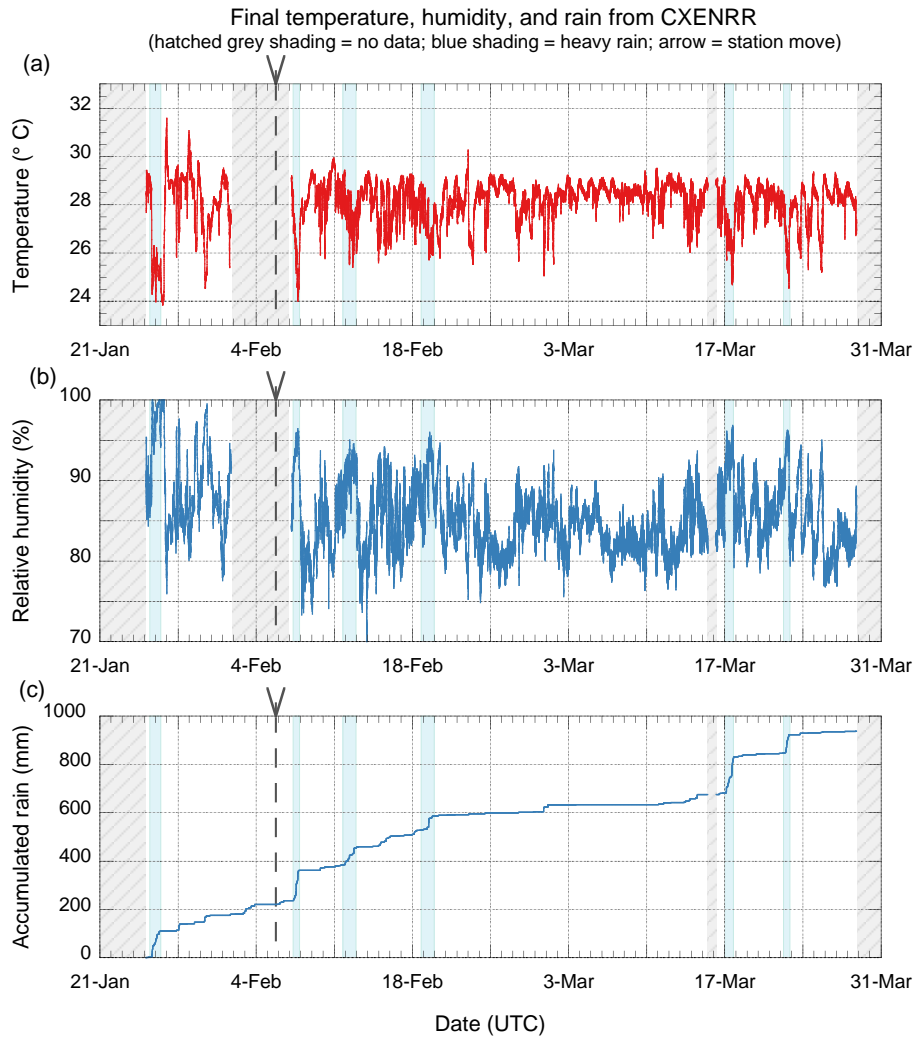 Final temperature, humidity, and rain from CXENRR
(hatched grey shading = no data; blue shading = heavy rain; arrow = station move)
(a)
Temperature (° C)
32
30
28
26
24
21-Jan 4-Feb 18-Feb 3-Mar 17-Mar 31-Mar
(b)
Relative humidity (%)
100
90
80
70
21-Jan 4-Feb 18-Feb 3-Mar 17-Mar 31-Mar
(c)
Accumulated rain (mm)
1000
800
600
400
200
0
21-Jan 4-Feb 18-Feb 3-Mar 17-Mar 31-Mar
Date (UTC)